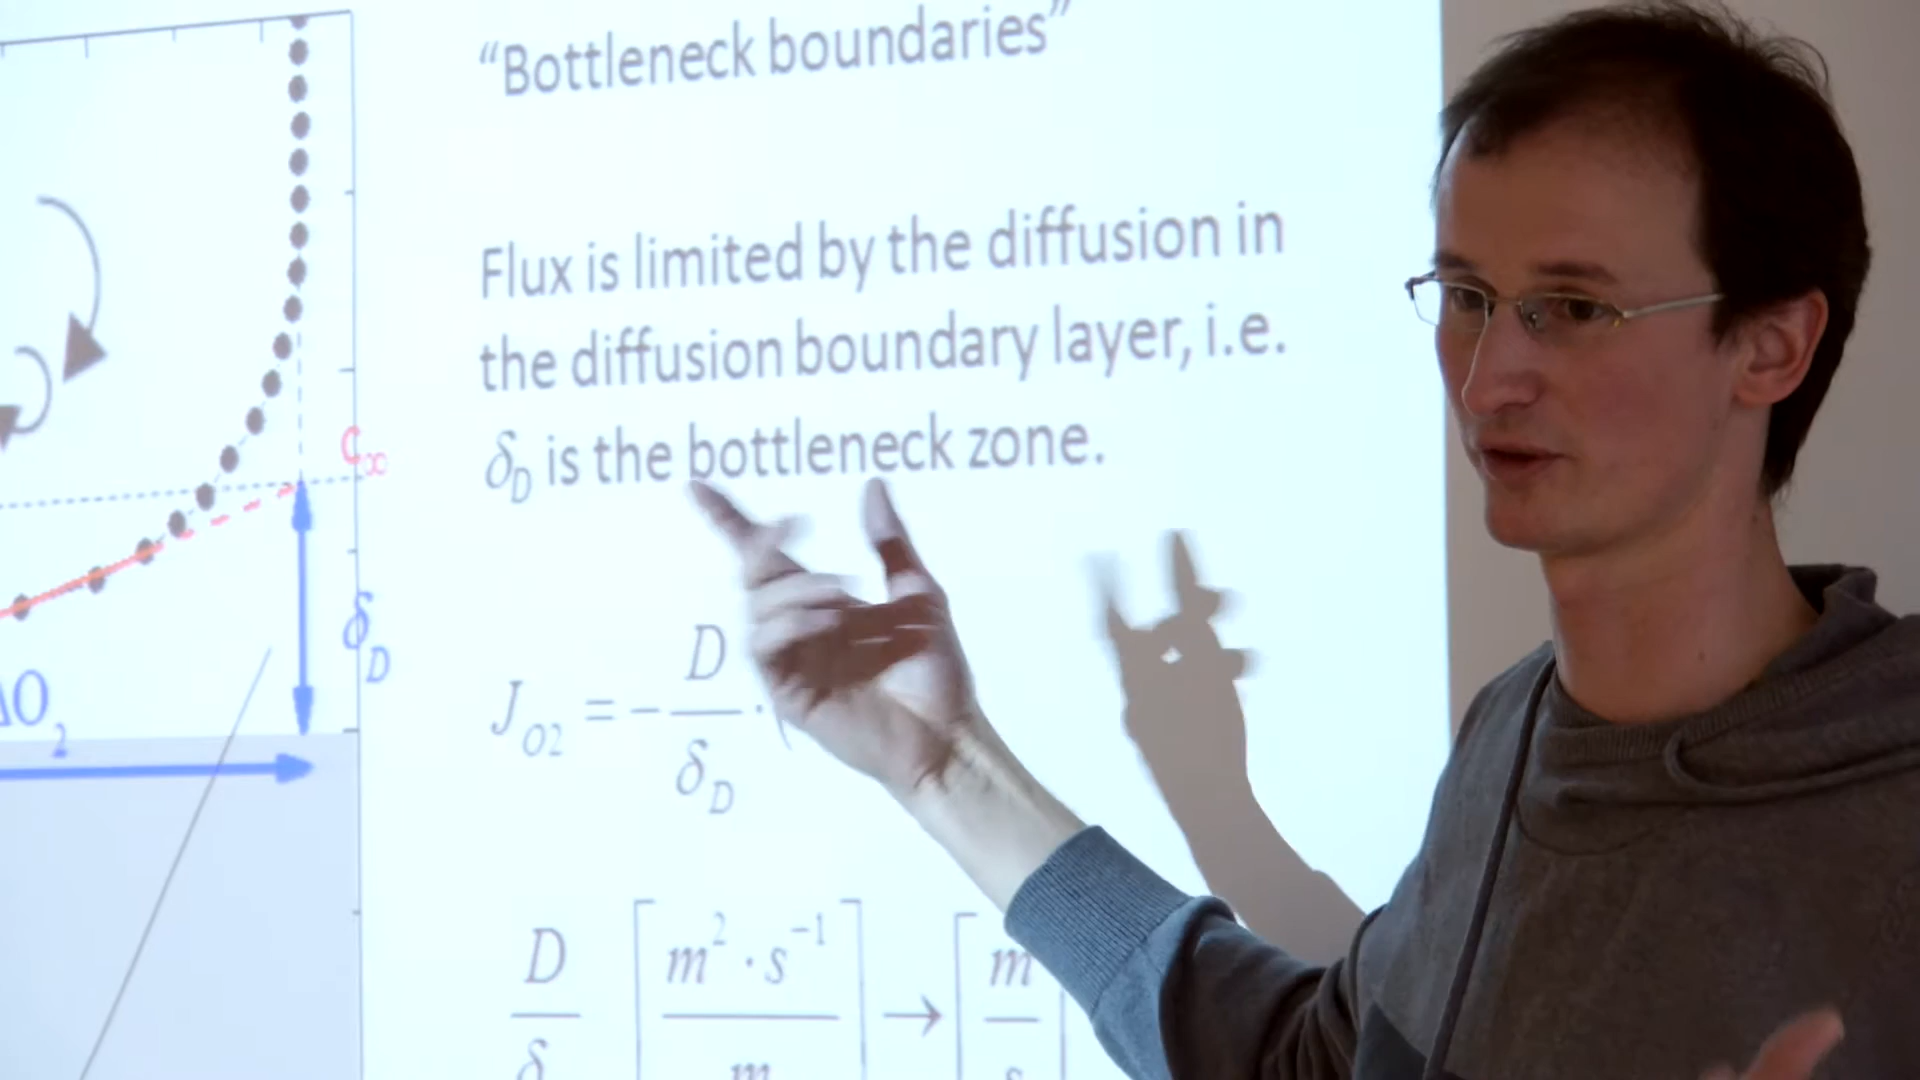 “Bottleneck boundaries”
Flux is limited by the diffusion in
the diffusion boundary layer, i.e.
δD is the bottleneck zone.
C∞
δD
ΔO2
JO2 = − D/δD · (
D/δ [m² · s⁻¹ / m] → [m/s]